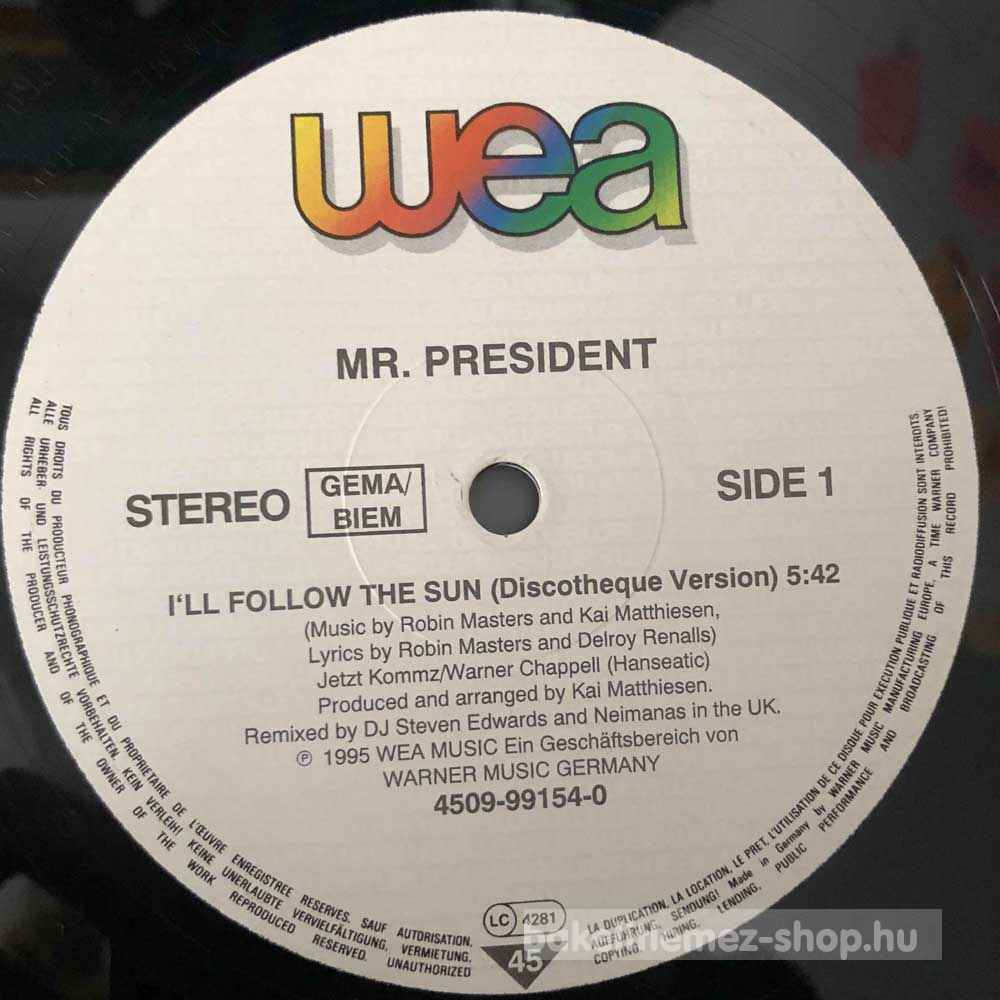 wea
MR. PRESIDENT
STEREO
GEMA/
BIEM
SIDE 1
I'LL FOLLOW THE SUN (Discotheque Version) 5:42
(Music by Robin Masters and Kai Matthiesen,
Lyrics by Robin Masters and Delroy Renalls)
Jetzt Kommz/Warner Chappell (Hanseatic)
Produced and arranged by Kai Matthiesen.
Remixed by DJ Steven Edwards and Neimanas in the UK.
℗ 1995 WEA MUSIC Ein Geschäftsbereich von
WARNER MUSIC GERMANY
4509-99154-0
TOUS DROITS DU PRODUCTEUR PHONOGRAPHIQUE ET DU PROPRIETAIRE DE L'ŒUVRE ENREGISTREE RESERVES. SAUF AUTORISATION,
LA DUPLICATION, LA LOCATION, LE PRET, L'UTILISATION DE CE DISQUE POUR EXECUTION PUBLIQUE ET RADIODIFFUSION SONT INTERDITS.
ALLE URHEBER- UND LEISTUNGSSCHUTZRECHTE VORBEHALTEN. KEIN VERLEIH! KEINE UNERLAUBTE VERVIELFÄLTIGUNG, VERMIETUNG,
AUFFÜHRUNG, SENDUNG! Made in Germany by WARNER MUSIC MANUFACTURING EUROPE, A TIME WARNER COMPANY
ALL RIGHTS OF THE PRODUCER AND OF THE OWNER OF THE WORK REPRODUCED RESERVED. UNAUTHORIZED
COPYING, HIRING, LENDING, PUBLIC PERFORMANCE AND BROADCASTING OF THIS RECORD PROHIBITED!
LC 4281
45
bakelitlemez-shop.hu